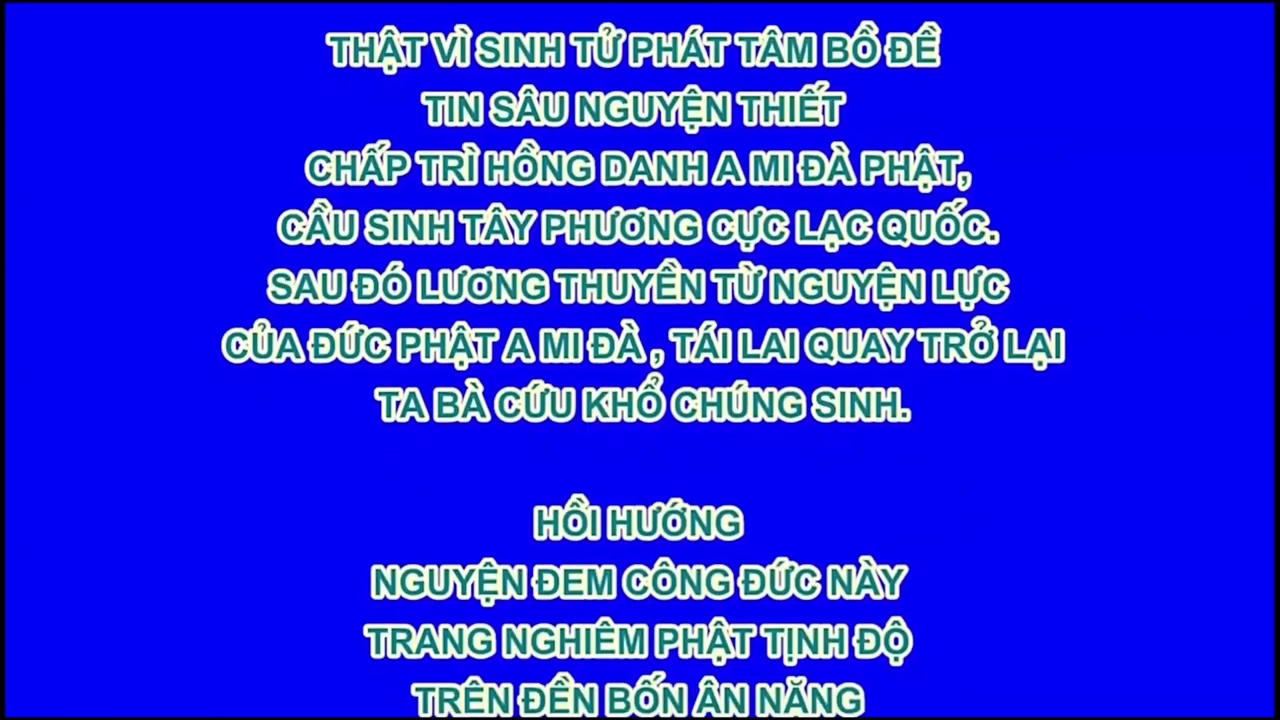 THẬT VÌ SINH TỬ PHÁT TÂM BỒ ĐỀ
TIN SÂU NGUYỆN THIẾT
CHẤP TRÌ HỒNG DANH A MI ĐÀ PHẬT,
CẦU SINH TÂY PHƯƠNG CỰC LẠC QUỐC.
SAU ĐÓ LƯƠNG THUYỀN TỪ NGUYỆN LỰC
CỦA ĐỨC PHẬT A MI ĐÀ , TÁI LAI QUAY TRỞ LẠI
TA BÀ CỨU KHỔ CHÚNG SINH.
HỒI HƯỚNG
NGUYỆN ĐEM CÔNG ĐỨC NÀY
TRANG NGHIÊM PHẬT TỊNH ĐỘ
TRÊN ĐỀN BỐN ÂN NĂNG